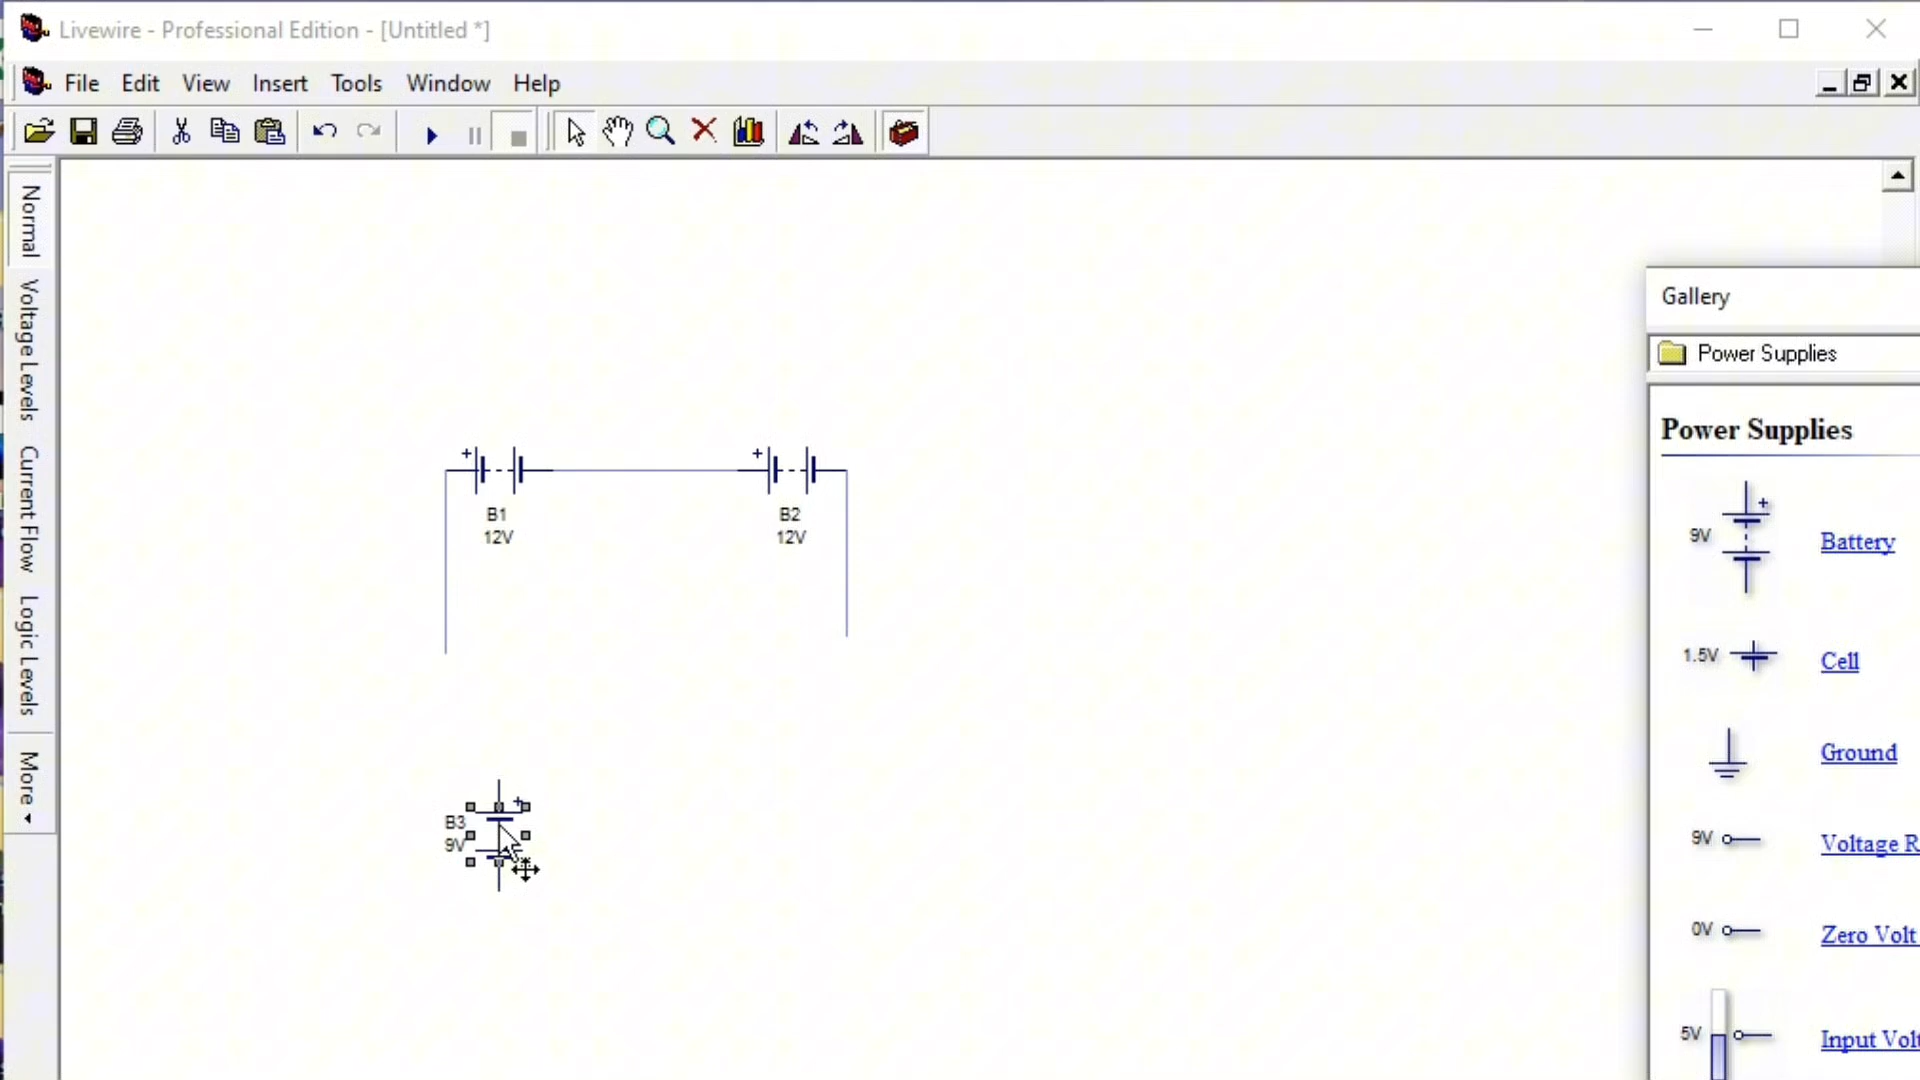 Livewire - Professional Edition - [Untitled *]
File Edit View Insert Tools Window Help
Normal
Voltage Levels
Current Flow
Logic Levels
More
Gallery
Power Supplies
Power Supplies
+
9V Battery
1.5V Cell
Ground
9V Voltage R
0V Zero Volt
5V Input Volt
+
B1
12V
+
B2
12V
+
B3
9V